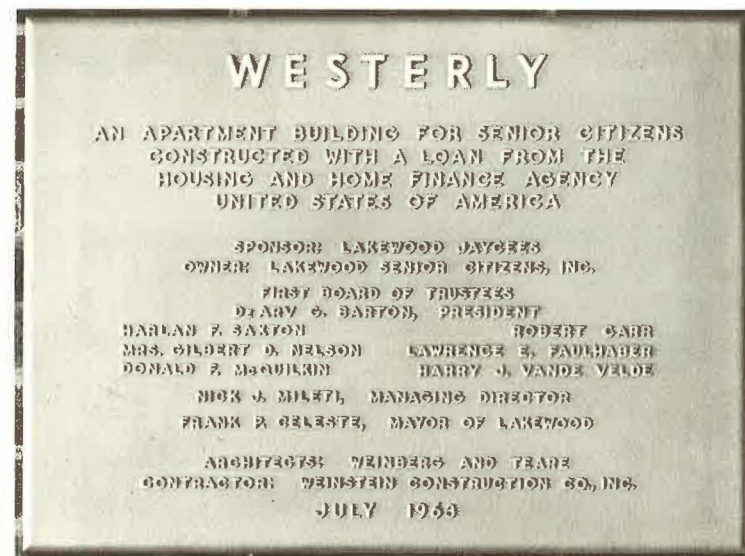 WESTERLY
AN APARTMENT BUILDING FOR SENIOR CITIZENS
CONSTRUCTED WITH A LOAN FROM THE
HOUSING AND HOME FINANCE AGENCY
UNITED STATES OF AMERICA
SPONSOR: LAKEWOOD JAYCEES
OWNER: LAKEWOOD SENIOR CITIZENS, INC.
FIRST BOARD OF TRUSTEES
DR ARV G. BARTON, PRESIDENT
HARLAN F. SAXTON ROBERT CARR
MRS. GILBERT D. NELSON LAWRENCE E. FAULHABER
DONALD F. McQUILKIN HARRY J. VANDE VELDE
NICK J. MILETI, MANAGING DIRECTOR
FRANK P. CELESTE, MAYOR OF LAKEWOOD
ARCHITECTS: WEINBERG AND TEARE
CONTRACTOR: WEINSTEIN CONSTRUCTION CO., INC.
JULY